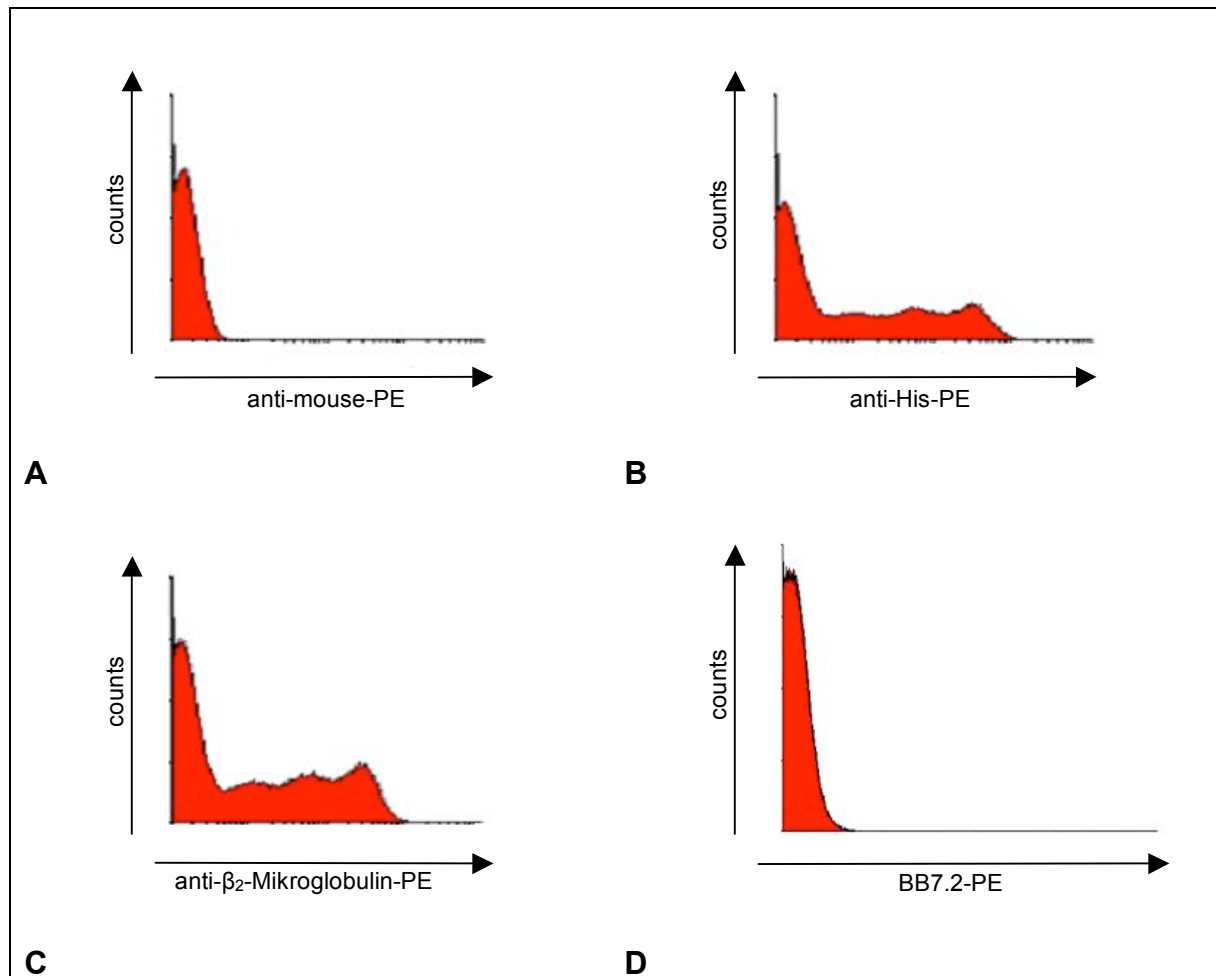 counts
anti-mouse-PE
A
counts
anti-His-PE
B
counts
anti-β₂-Mikroglobulin-PE
C
counts
BB7.2-PE
D